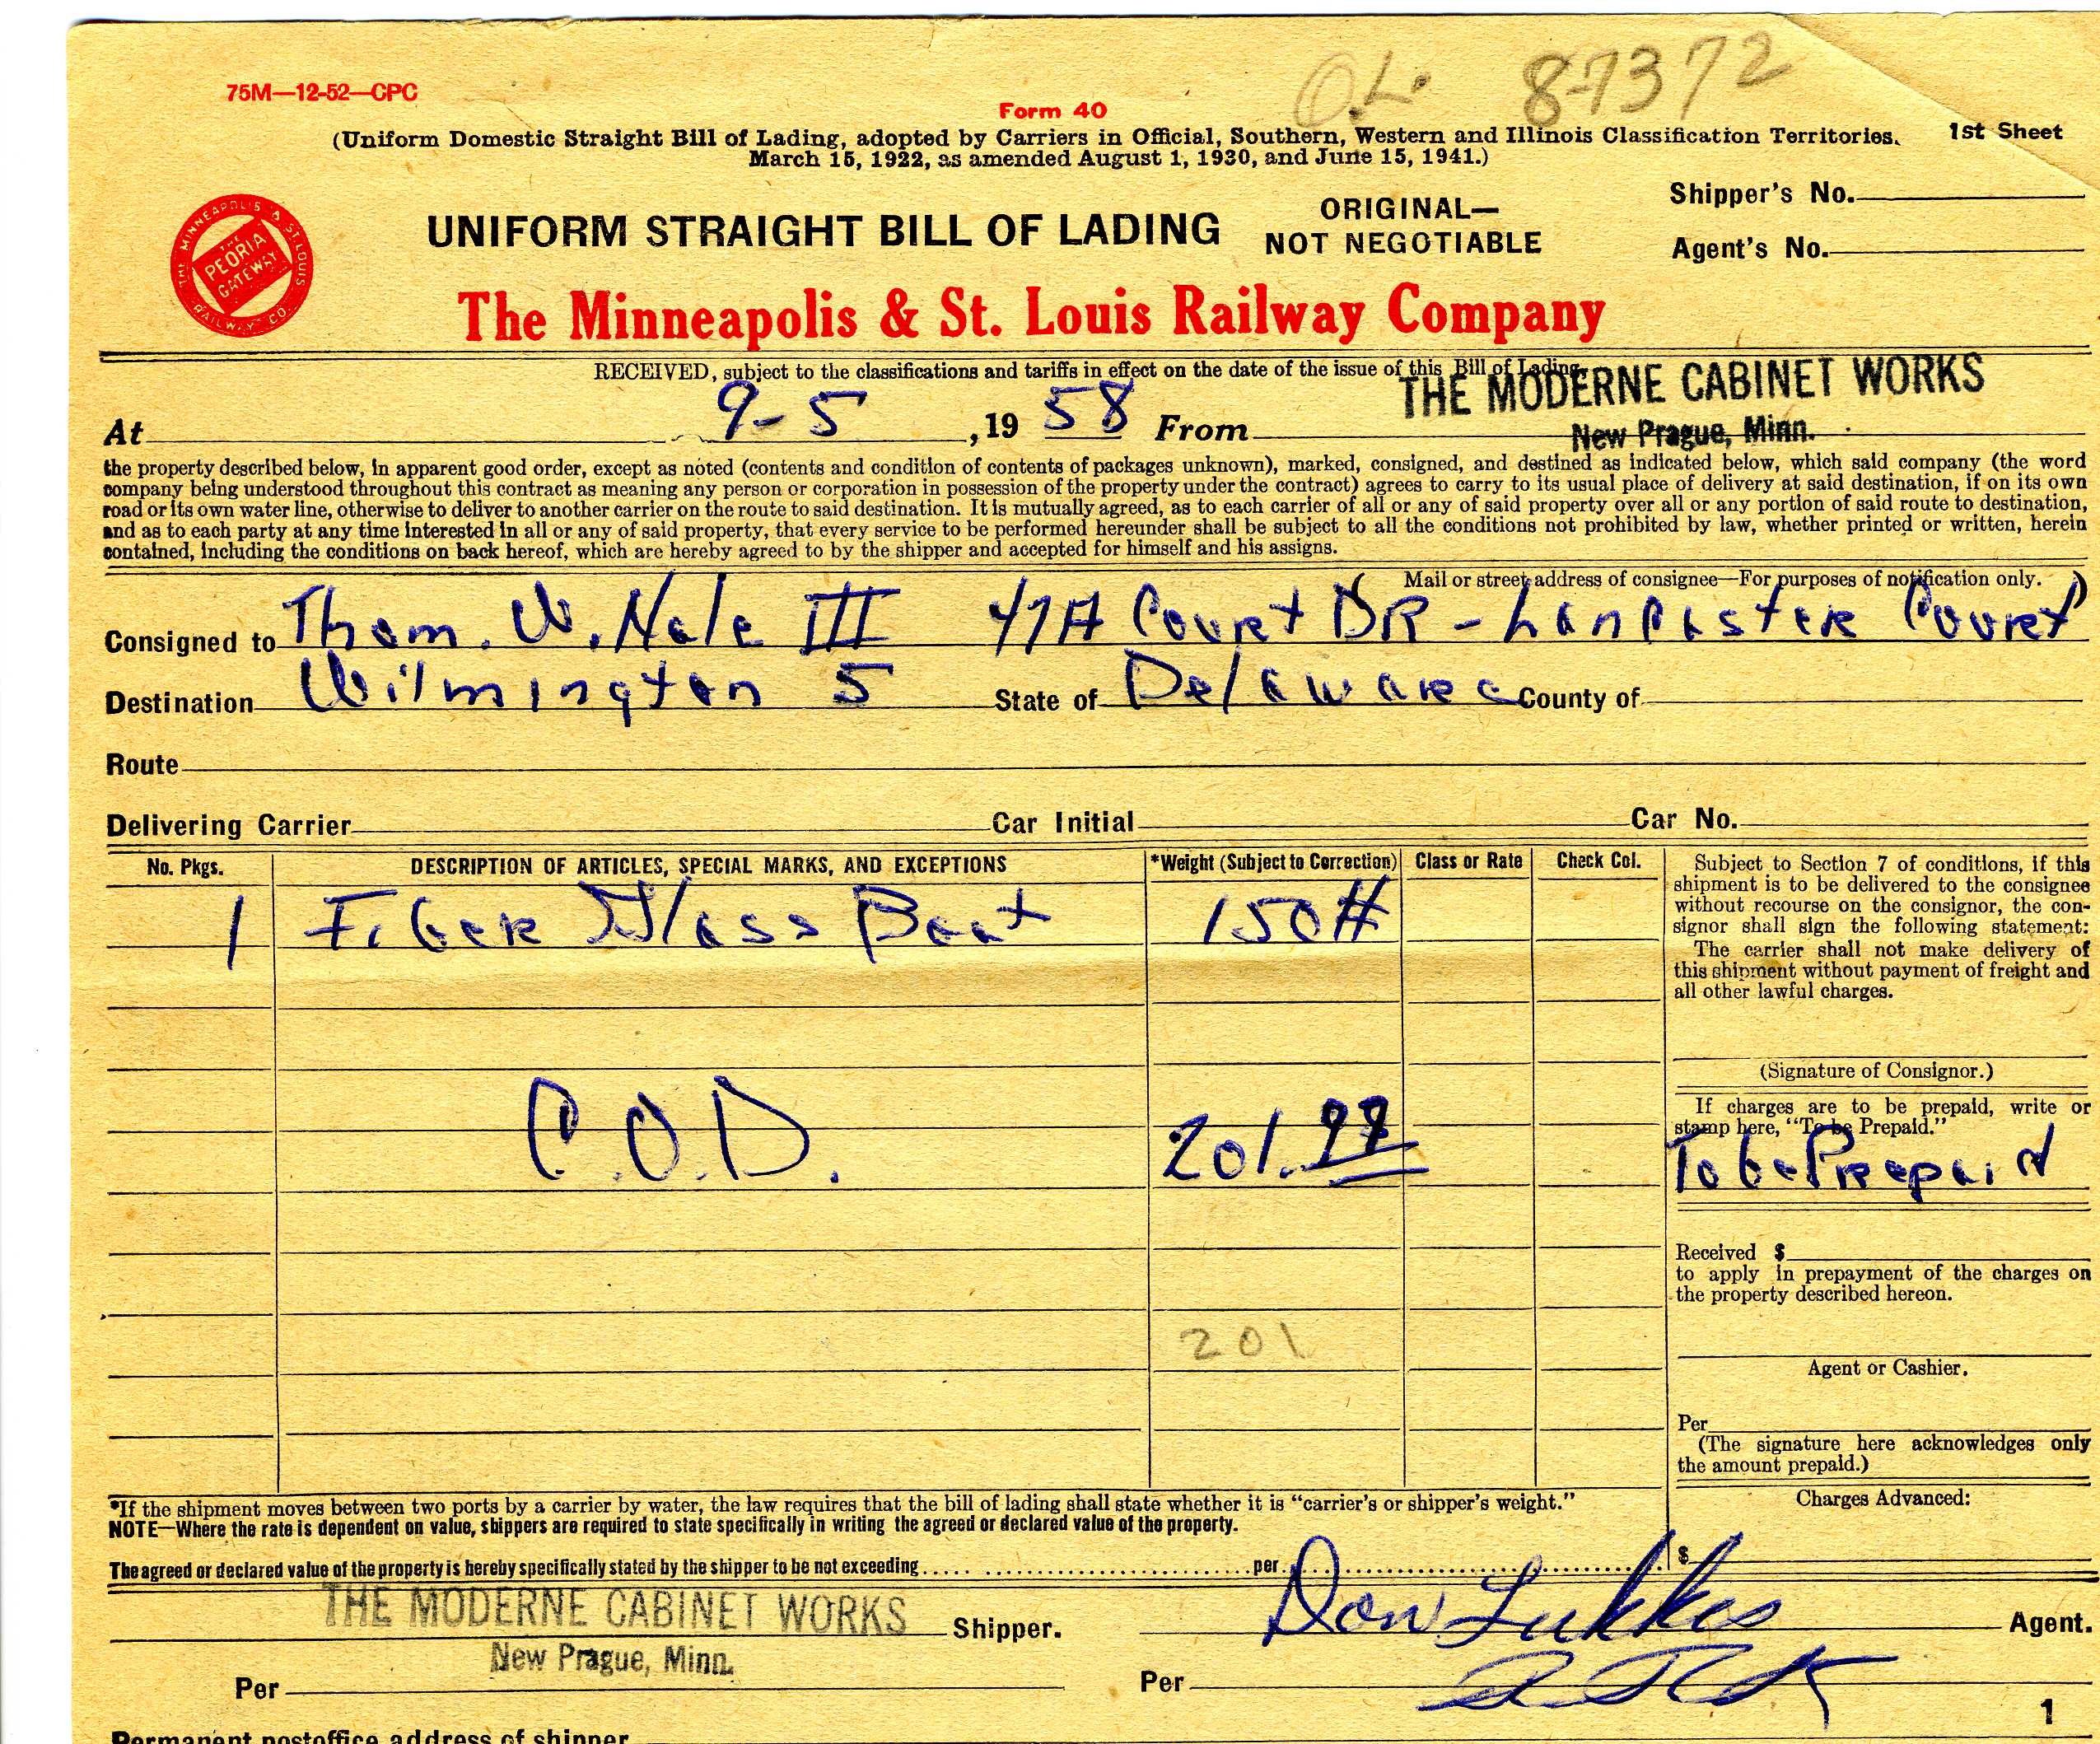 O.L. 8-7372
75M—12-52—CPC
Form 40
(Uniform Domestic Straight Bill of Lading, adopted by Carriers in Official, Southern, Western and Illinois Classification Territories,
March 15, 1922, as amended August 1, 1930, and June 15, 1941.)
1st Sheet
THE MINNEAPOLIS & ST. LOUIS RAILWAY CO.
THE PEORIA GATEWAY
UNIFORM STRAIGHT BILL OF LADING
ORIGINAL—
NOT NEGOTIABLE
Shipper's No.
Agent's No.
The Minneapolis & St. Louis Railway Company
RECEIVED, subject to the classifications and tariffs in effect on the date of the issue of this Bill of Lading,
THE MODERNE CABINET WORKS
At 9-5, 19 58 From New Prague, Minn.
the property described below, in apparent good order, except as noted (contents and condition of contents of packages unknown), marked, consigned, and destined as indicated below, which said company (the word
company being understood throughout this contract as meaning any person or corporation in possession of the property under the contract) agrees to carry to its usual place of delivery at said destination, if on its own
road or its own water line, otherwise to deliver to another carrier on the route to said destination. It is mutually agreed, as to each carrier of all or any of said property over all or any portion of said route to destination,
and as to each party at any time interested in all or any of said property, that every service to be performed hereunder shall be subject to all the conditions not prohibited by law, whether printed or written, herein
contained, including the conditions on back hereof, which are hereby agreed to by the shipper and accepted for himself and his assigns.
Mail or street address of consignee—For purposes of notification only.)
Consigned to Thom. W. Nale III 47A Court DR - Lancaster Court
Destination Wilmington 5 State of Delaware County of
Route
Delivering Carrier Car Initial Car No.
No. Pkgs. DESCRIPTION OF ARTICLES, SPECIAL MARKS, AND EXCEPTIONS *Weight (Subject to Correction) Class or Rate Check Col.
1 Fiber Glass Boat 150#
C.O.D. 201.
201
Subject to Section 7 of conditions, if this
shipment is to be delivered to the consignee
without recourse on the consignor, the con-
signor shall sign the following statement:
The carrier shall not make delivery of
this shipment without payment of freight and
all other lawful charges.
(Signature of Consignor.)
If charges are to be prepaid, write or
stamp here, "To be Prepaid."
To be Prepaid
Received $
to apply in prepayment of the charges on
the property described hereon.
Agent or Cashier.
Per
(The signature here acknowledges only
the amount prepaid.)
Charges Advanced:
$
*If the shipment moves between two ports by a carrier by water, the law requires that the bill of lading shall state whether it is "carrier's or shipper's weight."
NOTE—Where the rate is dependent on value, shippers are required to state specifically in writing the agreed or declared value of the property.
The agreed or declared value of the property is hereby specifically stated by the shipper to be not exceeding per
THE MODERNE CABINET WORKS Shipper. Don Lukkes Agent.
New Prague, Minn.
Per Per
1
Permanent postoffice address of shipper